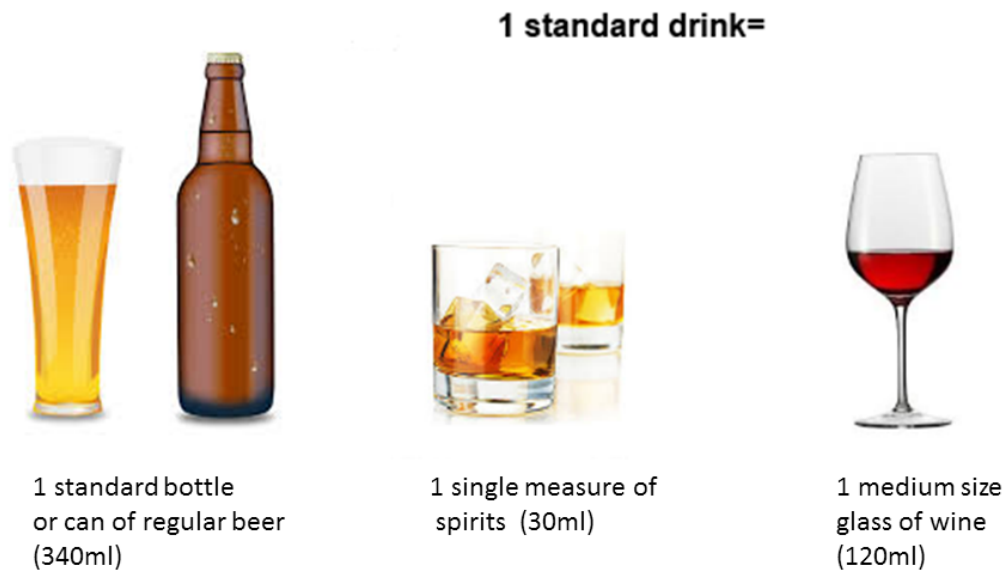 1 standard drink=
1 standard bottle
or can of regular beer
(340ml)
1 single measure of
spirits (30ml)
1 medium size
glass of wine
(120ml)